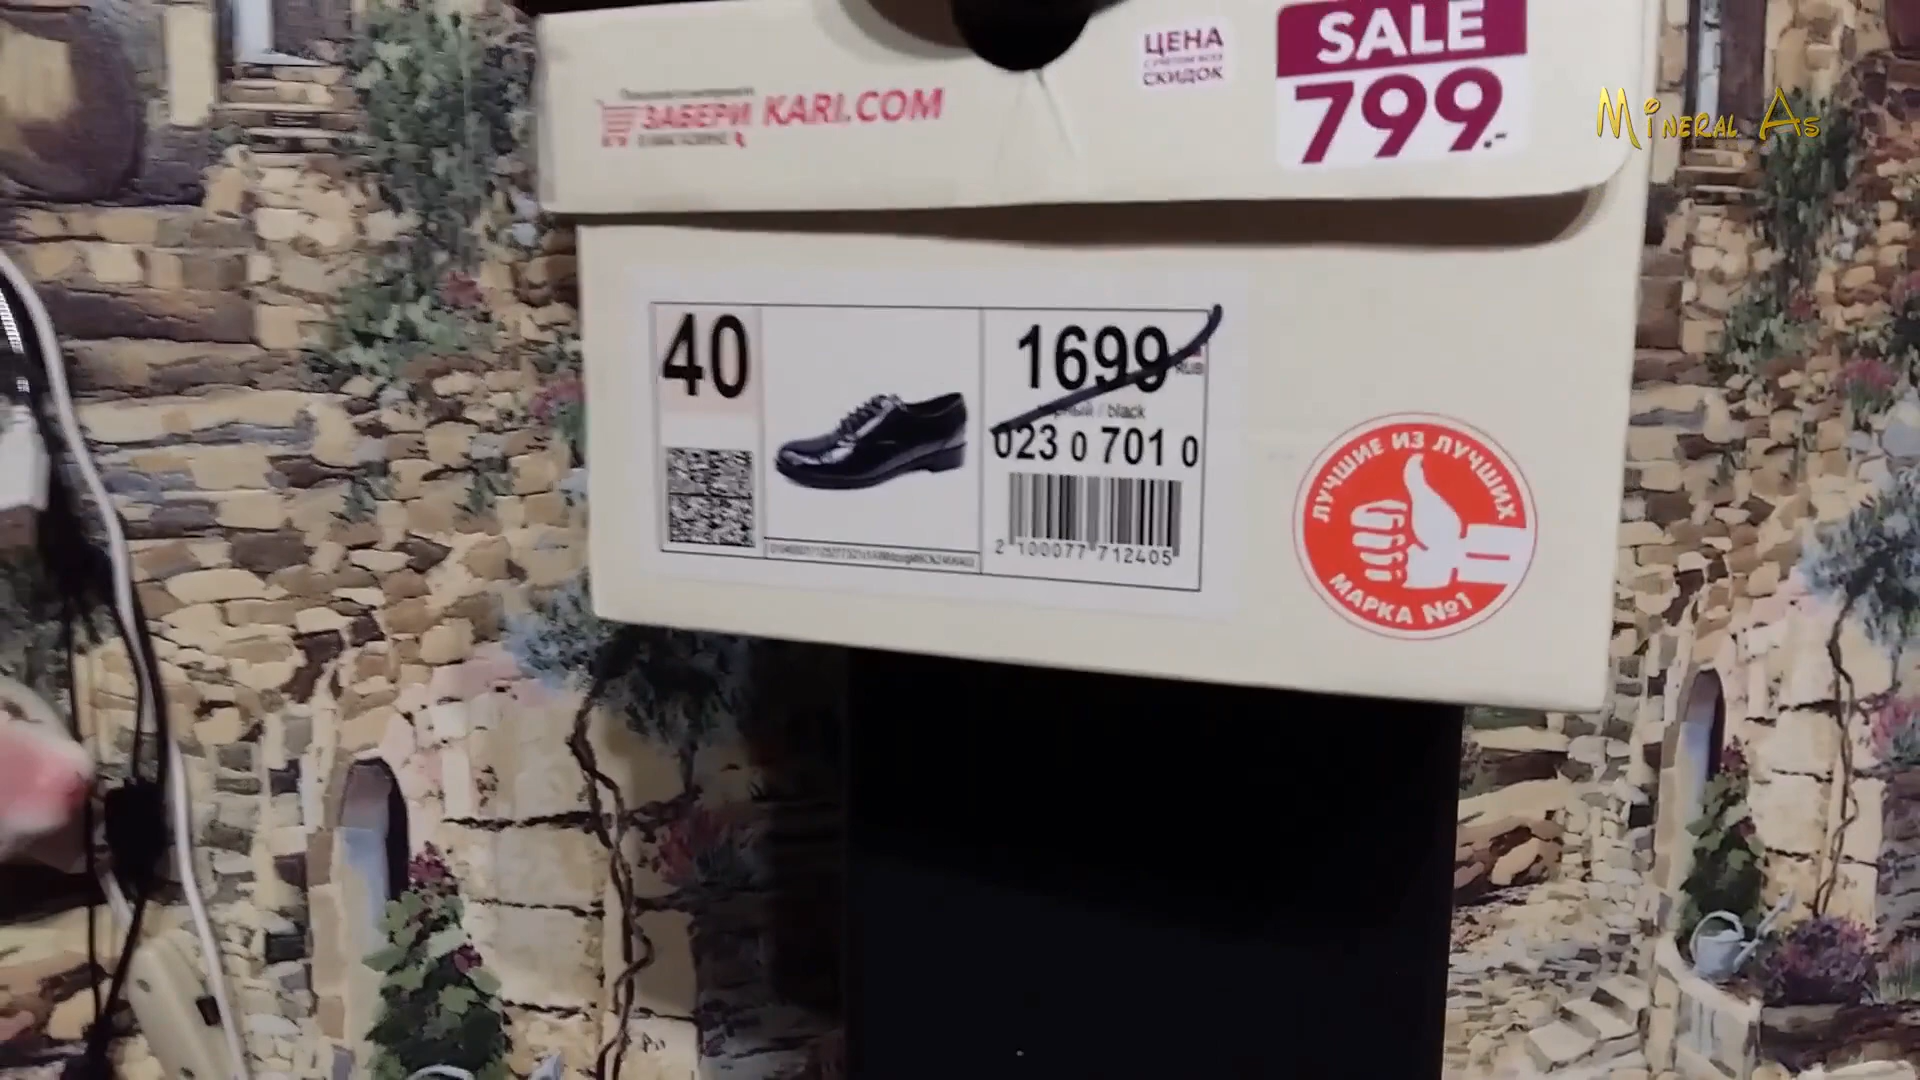 SALE
ЦЕНА
СКИДОК
799.-
Mineral As
ЗАБЕРИ KARI.COM
40
1699
RUB
/ black
023 0 701 0
2 100077 712405
ЛУЧШИЕ ИЗ ЛУЧШИХ
МАРКА №1